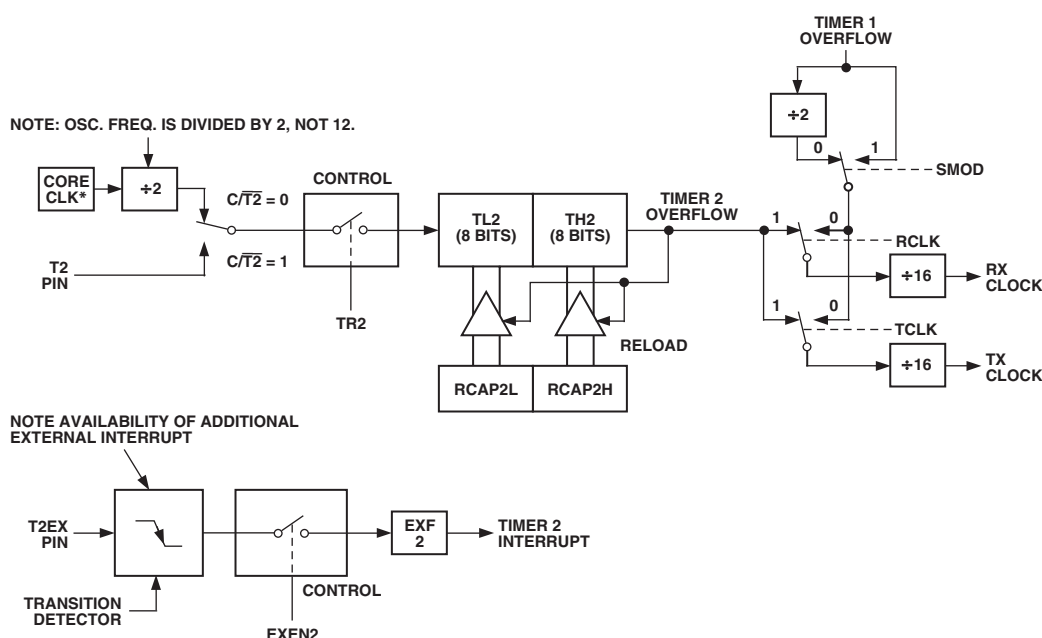 TIMER 1
OVERFLOW
÷2
0
1
SMOD
NOTE: OSC. FREQ. IS DIVIDED BY 2, NOT 12.
CORE
CLK*
÷2
C/T2 = 0
C/T2 = 1
T2
PIN
CONTROL
TR2
TL2
(8 BITS)
TH2
(8 BITS)
TIMER 2
OVERFLOW
1
0
RCLK
÷16
RX
CLOCK
1
0
TCLK
÷16
TX
CLOCK
RELOAD
RCAP2L
RCAP2H
NOTE AVAILABILITY OF ADDITIONAL
EXTERNAL INTERRUPT
T2EX
PIN
TRANSITION
DETECTOR
CONTROL
EXEN2
EXF
2
TIMER 2
INTERRUPT